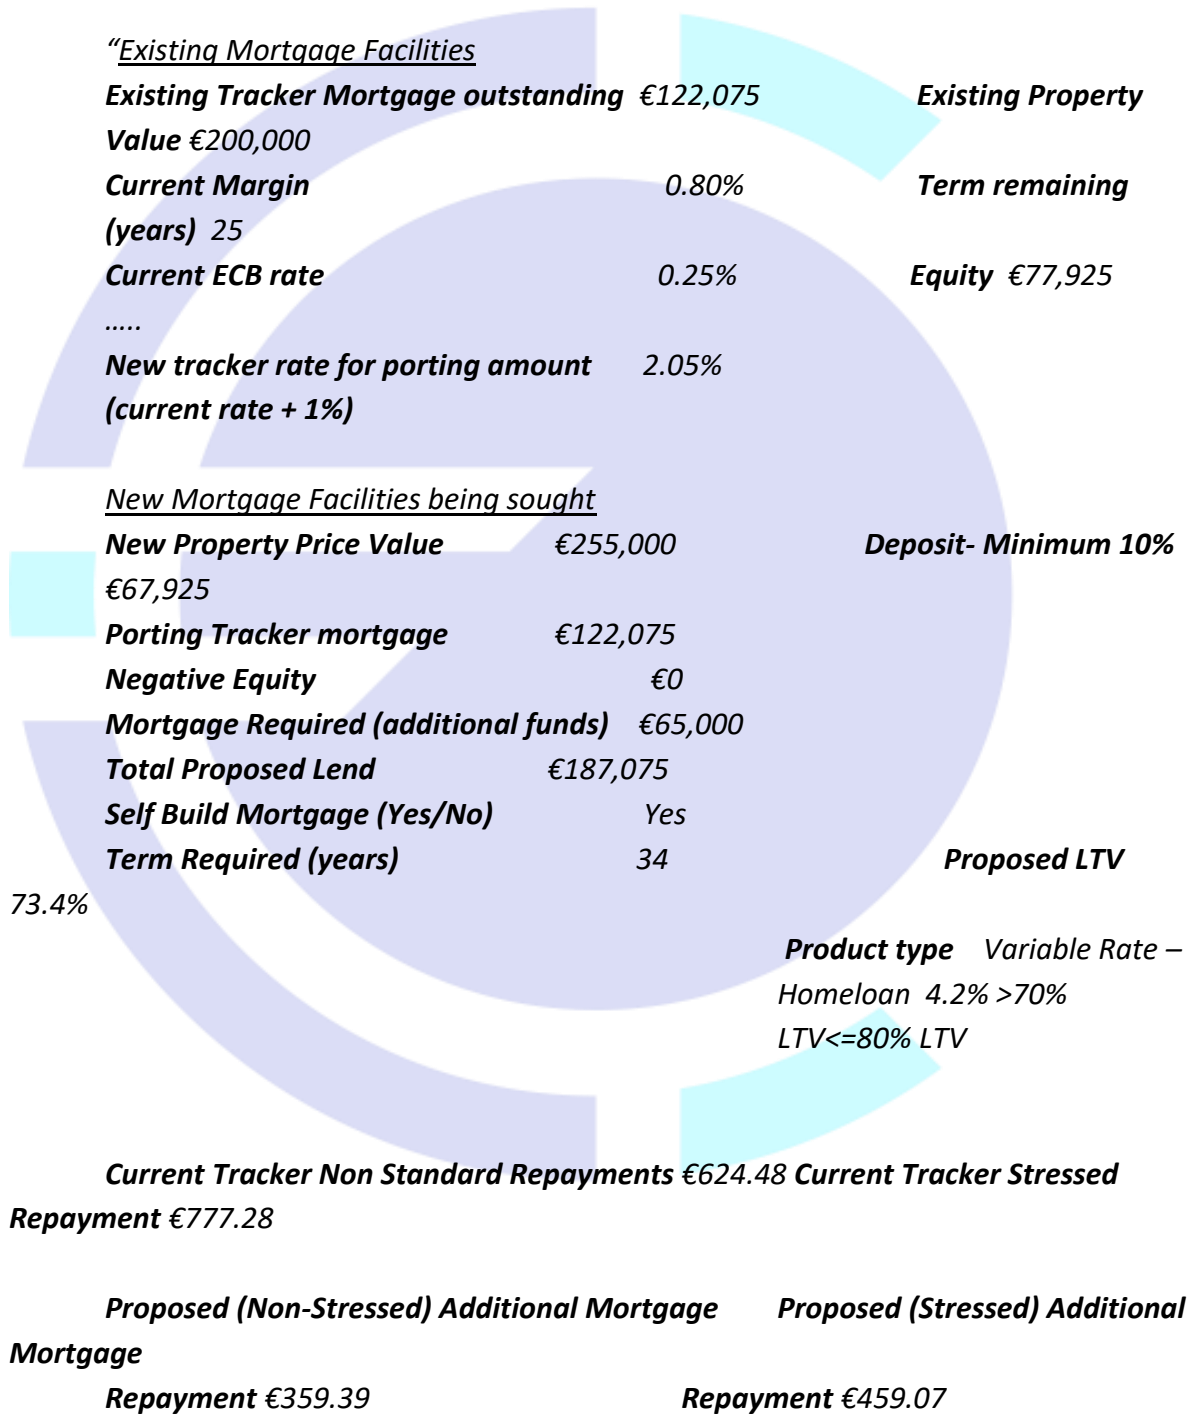 “Existing Mortgage Facilities
Existing Tracker Mortgage outstanding €122,075 Existing Property
Value €200,000
Current Margin 0.80% Term remaining
(years) 25
Current ECB rate 0.25% Equity €77,925
…..
New tracker rate for porting amount 2.05%
(current rate + 1%)
New Mortgage Facilities being sought
New Property Price Value €255,000 Deposit- Minimum 10%
€67,925
Porting Tracker mortgage €122,075
Negative Equity €0
Mortgage Required (additional funds) €65,000
Total Proposed Lend €187,075
Self Build Mortgage (Yes/No) Yes
Term Required (years) 34 Proposed LTV
73.4%
Product type Variable Rate –
Homeloan 4.2% >70%
LTV<=80% LTV
Current Tracker Non Standard Repayments €624.48 Current Tracker Stressed
Repayment €777.28
Proposed (Non-Stressed) Additional Mortgage Proposed (Stressed) Additional
Mortgage
Repayment €359.39 Repayment €459.07